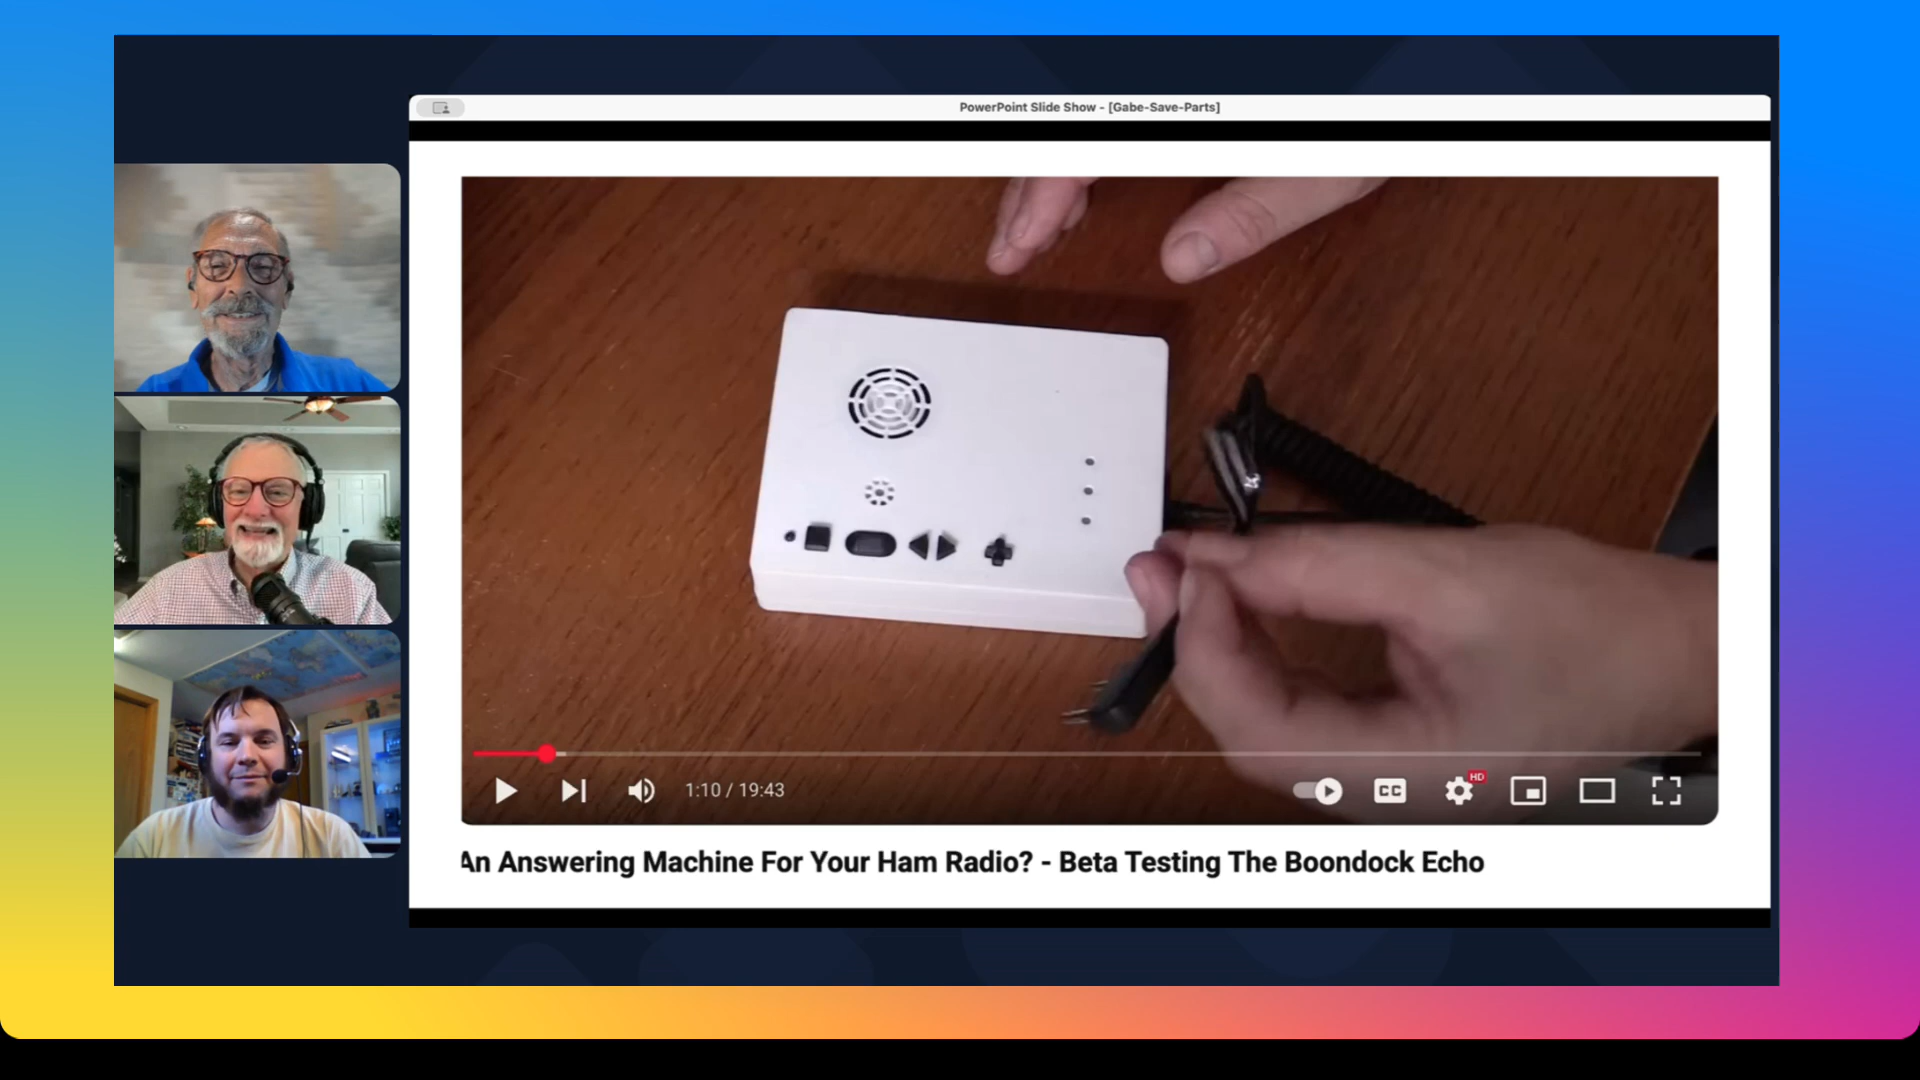 PowerPoint Slide Show - [Gabe-Save-Parts]
1:10 / 19:43
CC
HD
An Answering Machine For Your Ham Radio? - Beta Testing The Boondock Echo